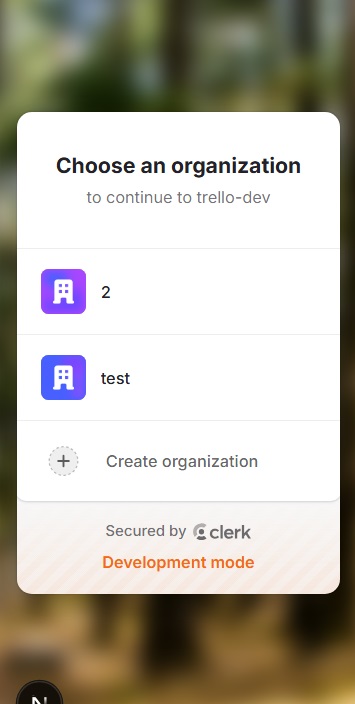 Choose an organization
to continue to trello-dev
2
test
Create organization
Secured by clerk
Development mode
N